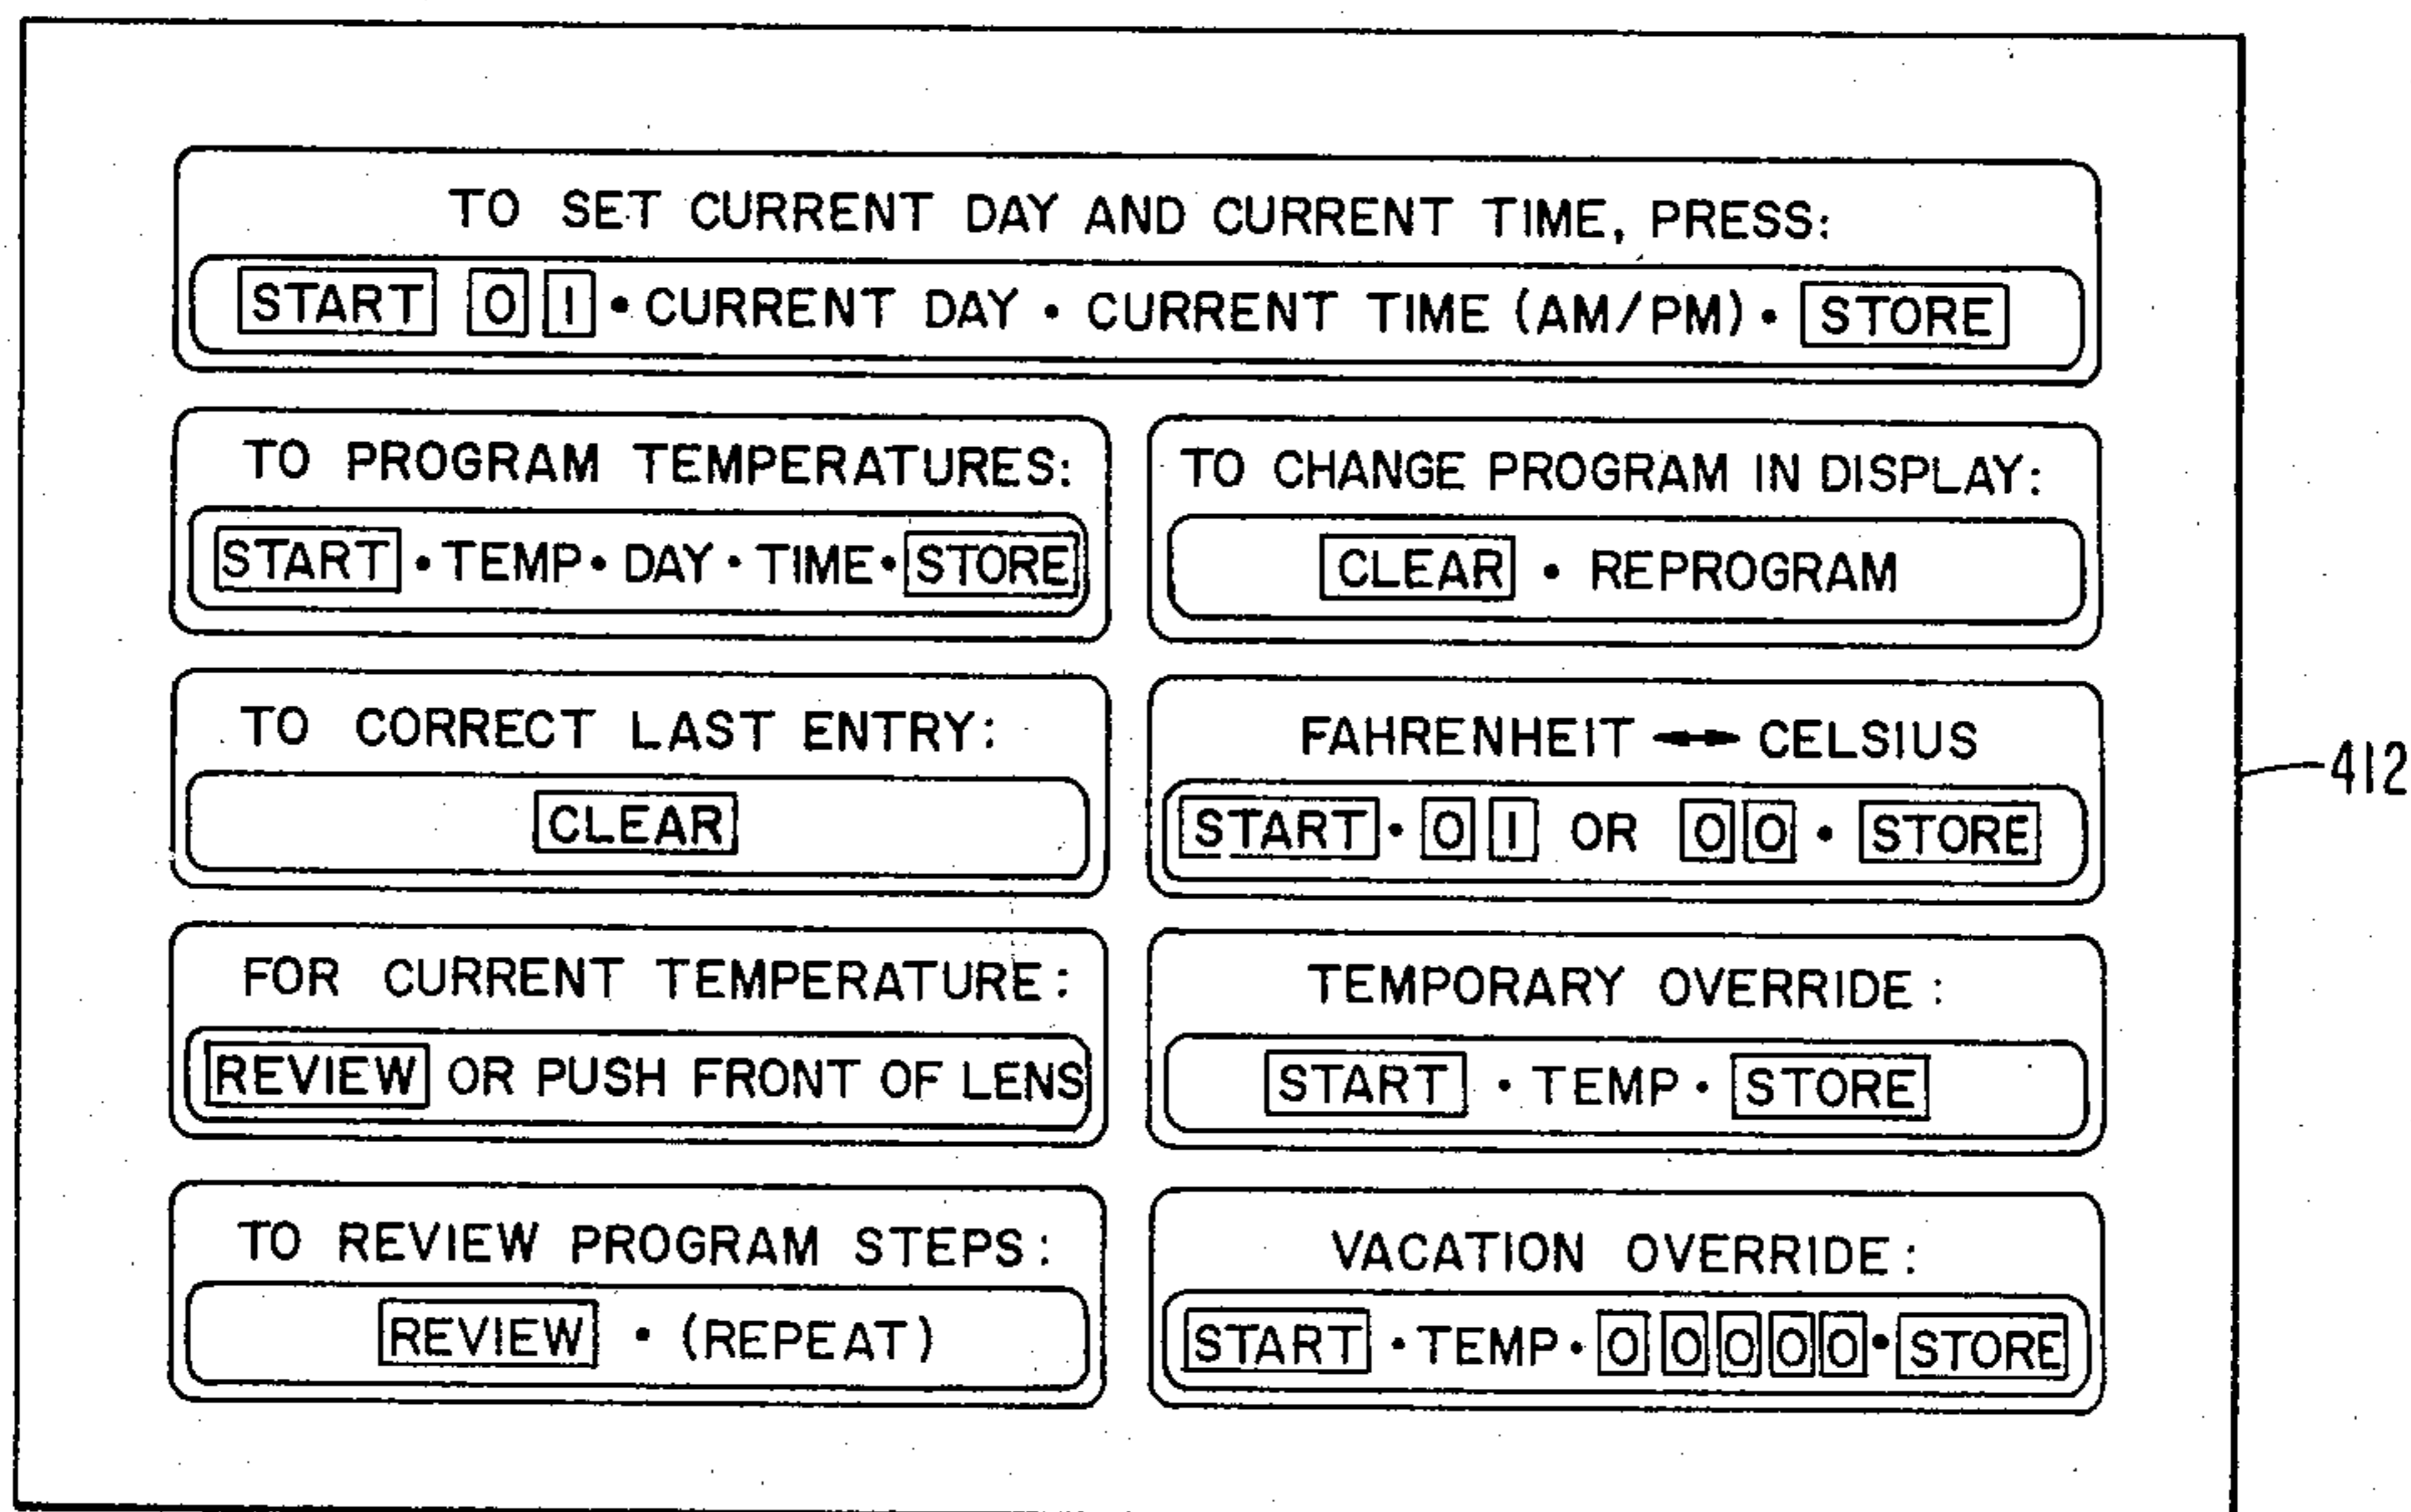 TO SET CURRENT DAY AND CURRENT TIME, PRESS:
START 0 1 • CURRENT DAY • CURRENT TIME (AM/PM) • STORE
TO PROGRAM TEMPERATURES:
START • TEMP • DAY • TIME • STORE
TO CHANGE PROGRAM IN DISPLAY:
CLEAR • REPROGRAM
TO CORRECT LAST ENTRY:
CLEAR
FAHRENHEIT ↔ CELSIUS
START • 0 1 OR 0 0 • STORE
412
FOR CURRENT TEMPERATURE:
REVIEW OR PUSH FRONT OF LENS
TEMPORARY OVERRIDE:
START • TEMP • STORE
TO REVIEW PROGRAM STEPS:
REVIEW • (REPEAT)
VACATION OVERRIDE:
START • TEMP • 0 0 0 0 0 • STORE